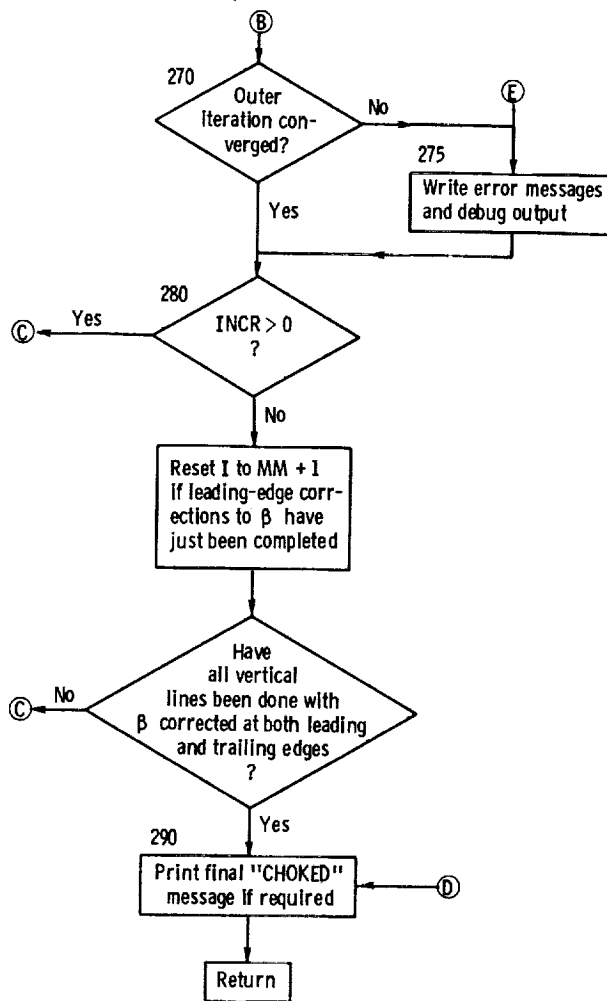 B
270
Outer
iteration con-
verged?
No
E
275
Write error messages
and debug output
Yes
280
INCR > 0
?
Yes
C
No
Reset I to MM + 1
if leading-edge corr-
ections to β have
just been completed
Have
all vertical
lines been done with
β corrected at both leading
and trailing edges
?
No
C
Yes
290
Print final "CHOKED"
message if required
D
Return